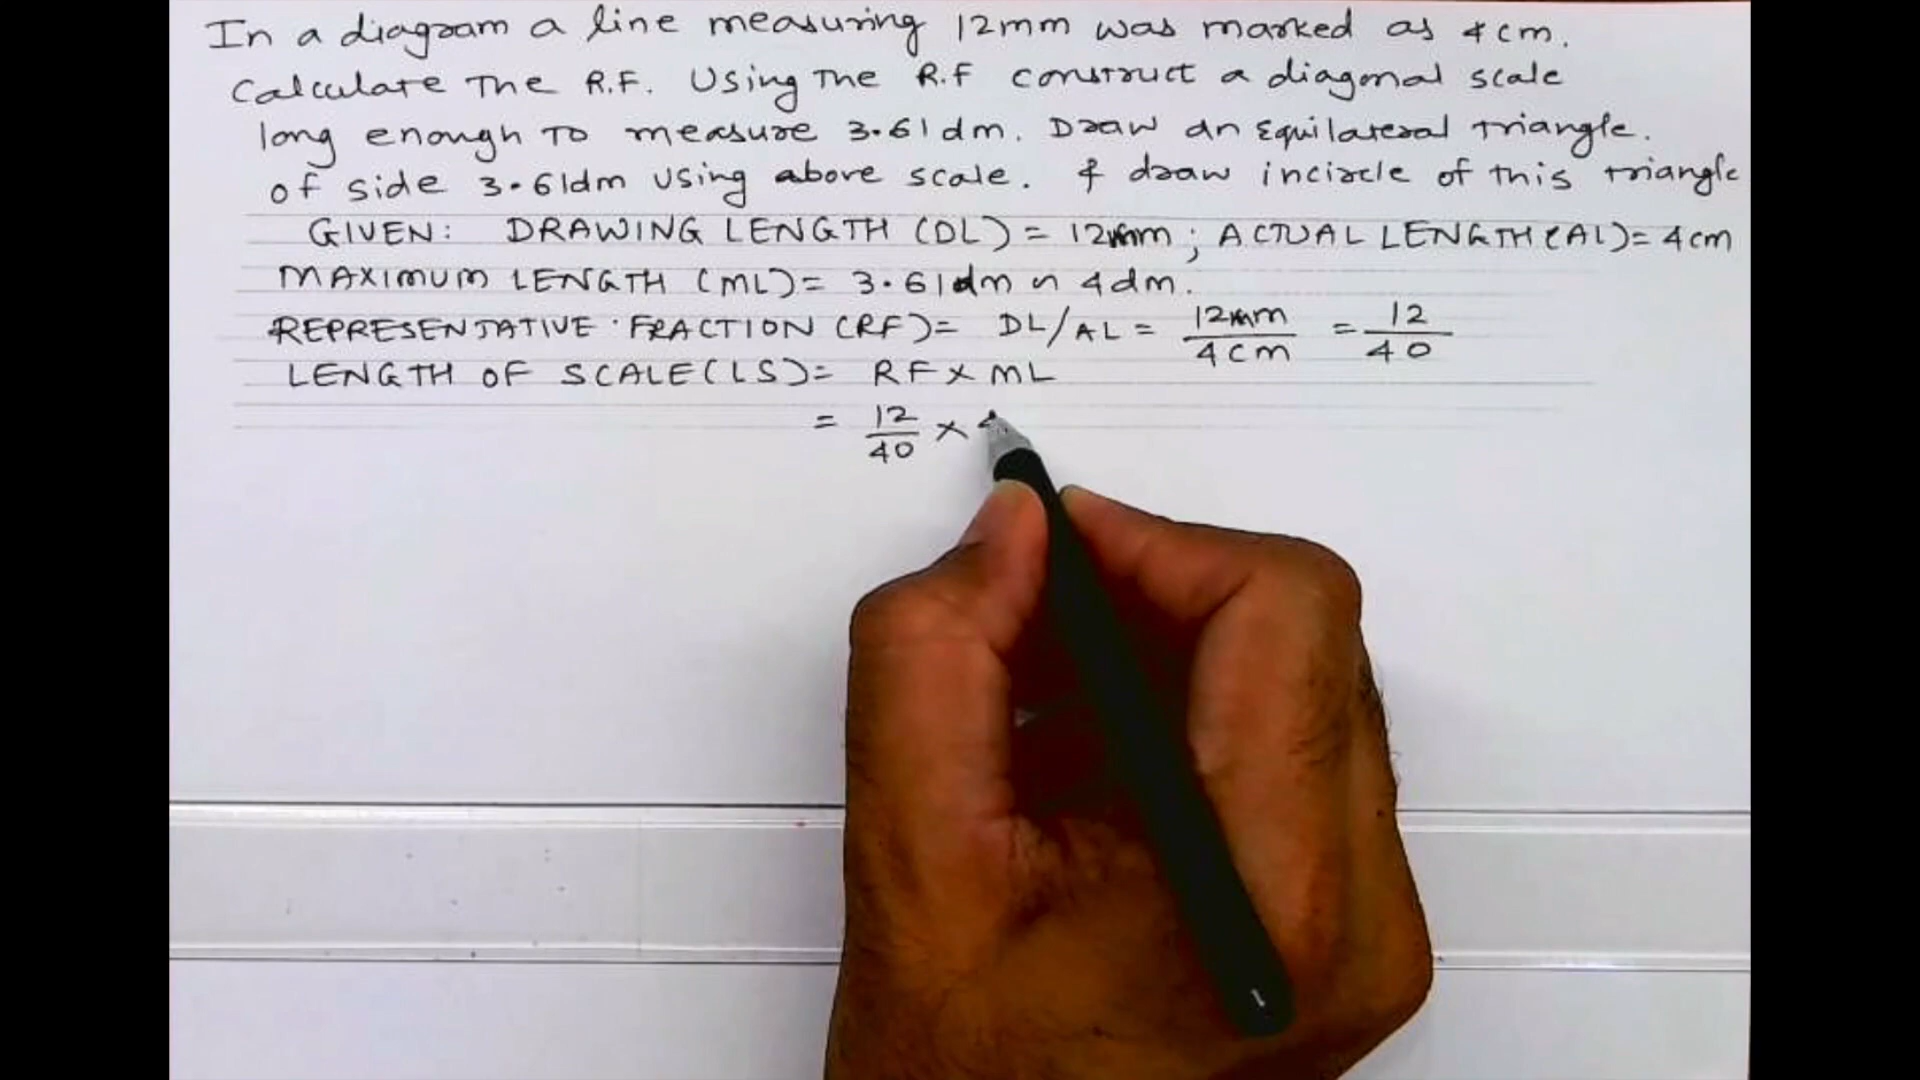 In a diagram a line measuring 12mm was marked as 4cm.
Calculate The R.F. Using The R.F construct a diagonal scale
long enough to measure 3.61dm. Draw an Equilateral triangle.
of side 3.61dm using above scale. & draw incircle of this triangle
GIVEN: DRAWING LENGTH (DL) = 12mm; ACTUAL LENGTH (AL) = 4cm
MAXIMUM LENGTH (ML) = 3.61dm ~ 4dm.
REPRESENTATIVE FRACTION (RF) = DL/AL = 12mm/4cm = 12/40
LENGTH OF SCALE (LS) = RF x ML
= 12/40 x